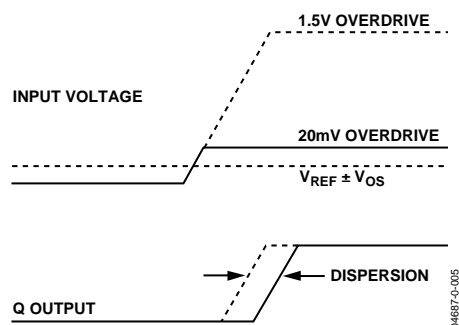 1.5V OVERDRIVE
INPUT VOLTAGE
20mV OVERDRIVE
VREF ± VOS
DISPERSION
Q OUTPUT
04687-0-005